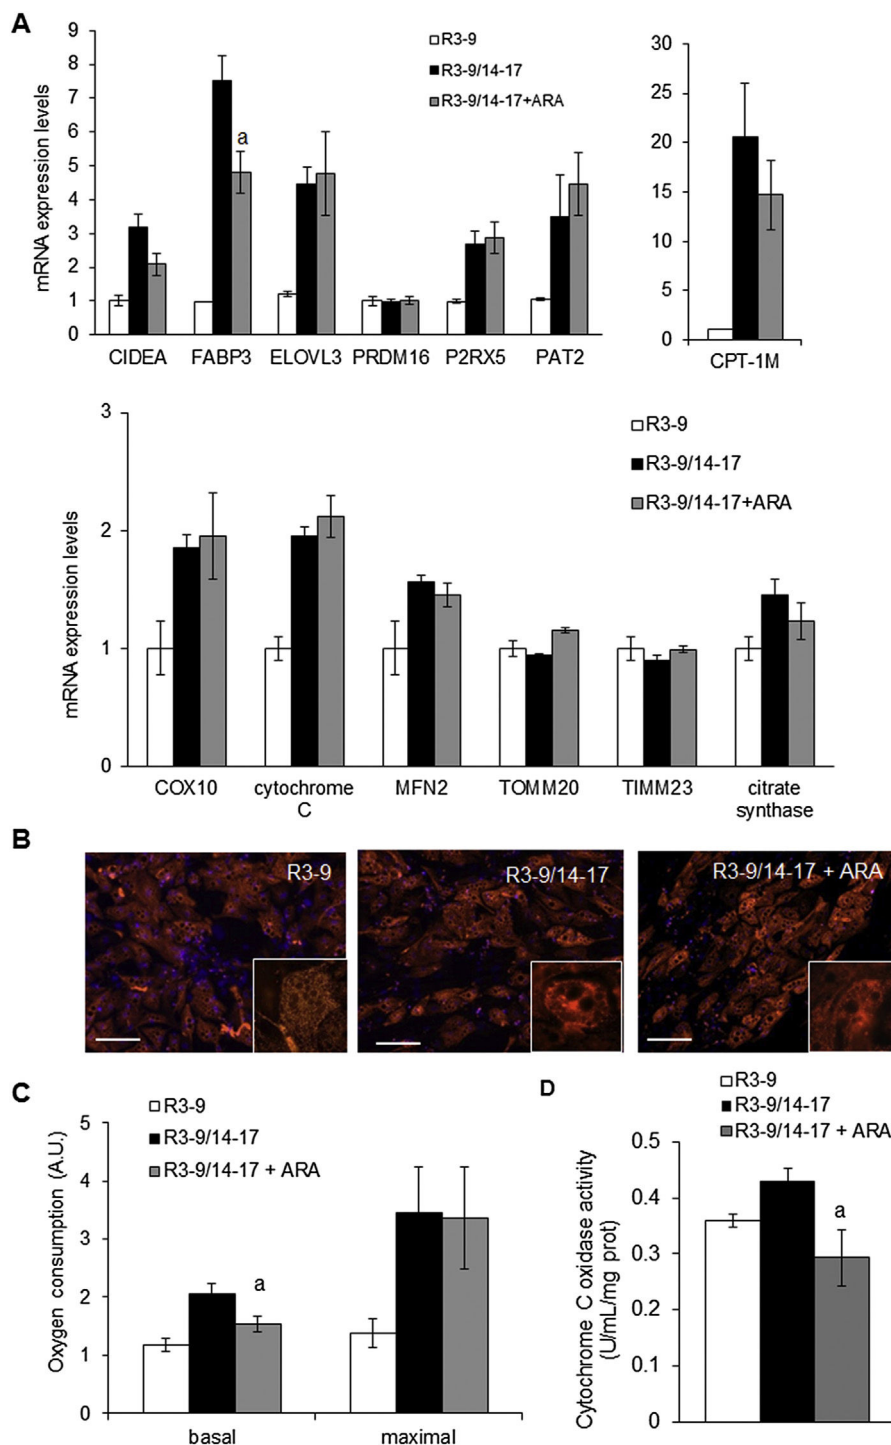 A
9
8
7
6
5
4
3
2
1
0
mRNA expression levels
R3-9
R3-9/14-17
R3-9/14-17+ARA
a
CIDEA FABP3 ELOVL3 PRDM16 P2RX5 PAT2
30
25
20
15
10
5
0
CPT-1M
3
2
1
0
mRNA expression levels
R3-9
R3-9/14-17
R3-9/14-17+ARA
COX10 cytochrome MFN2 TOMM20 TIMM23 citrate
C synthase
B
R3-9
R3-9/14-17
R3-9/14-17 + ARA
C
R3-9
R3-9/14-17
R3-9/14-17 + ARA
5
4
3
2
1
0
Oxygen consumption (A.U.)
a
basal maximal
D
R3-9
R3-9/14-17
R3-9/14-17 + ARA
0.5
0.4
0.3
0.2
0.1
0
Cytochrome C oxidase activity
(U/mL/mg prot)
a